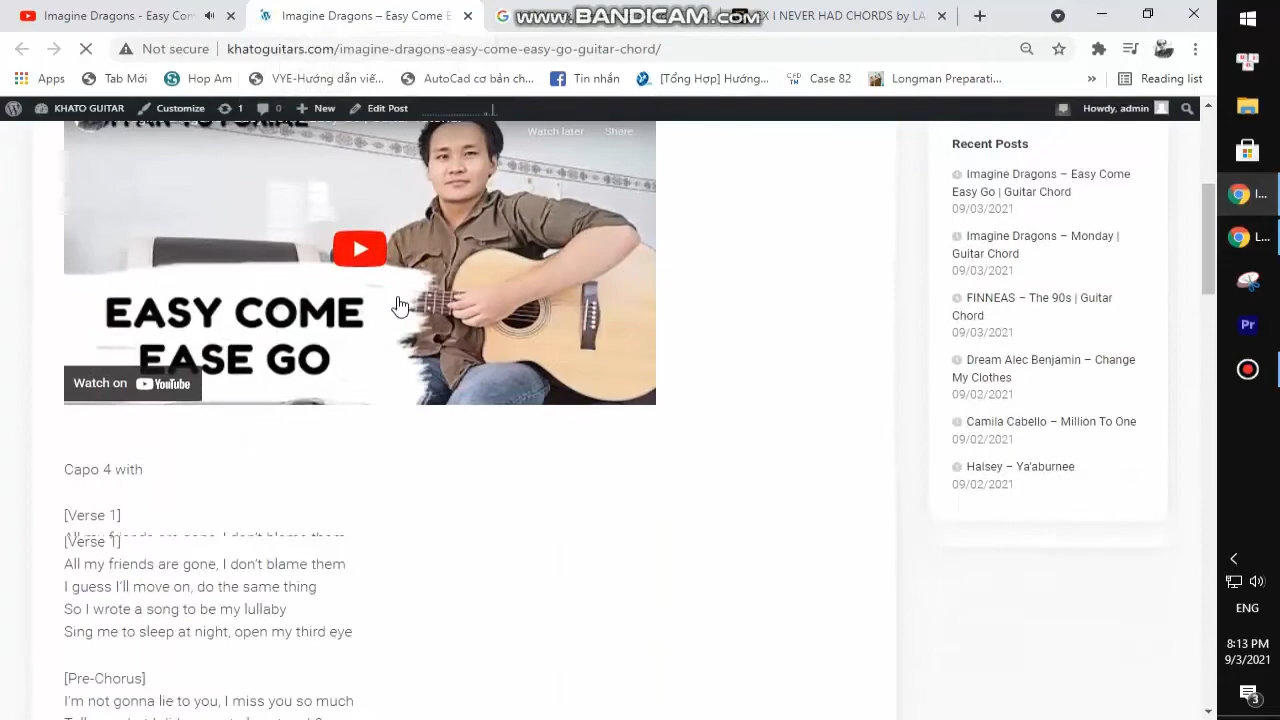 Imagine Dragons - Easy Com
Imagine Dragons – Easy Come E
www.BANDICAM.com
X I NEVER HAD CHORDS by LA
Not secure
khatoguitars.com/imagine-dragons-easy-come-easy-go-guitar-chord/
Apps
Tab Mới
Hop Am
VYE-Hướng dẫn viế...
AutoCad cơ bản ch...
Tin nhắn
[Tổng Hợp] Hướng...
Case 82
Longman Preparati...
»
Reading list
KHATO GUITAR
Customize
1
0
New
Edit Post
Howdy, admin
Watch later
Share
EASY COME
EASE GO
Watch on YouTube
Capo 4 with
[Verse 1]
All my friends are gone, I don't blame them
[Verse 1]
All my friends are gone, I don't blame them
I guess I'll move on, do the same thing
So I wrote a song to be my lullaby
Sing me to sleep at night, open my third eye
[Pre-Chorus]
I'm not gonna lie to you, I miss you so much
Recent Posts
Imagine Dragons – Easy Come
Easy Go | Guitar Chord
09/03/2021
Imagine Dragons – Monday |
Guitar Chord
09/03/2021
FINNEAS – The 90s | Guitar
Chord
09/03/2021
Dream Alec Benjamin – Change
My Clothes
09/02/2021
Camila Cabello – Million To One
09/02/2021
Halsey – Ya'aburnee
09/02/2021
I...
L...
Pr
ENG
8:13 PM
9/3/2021
3